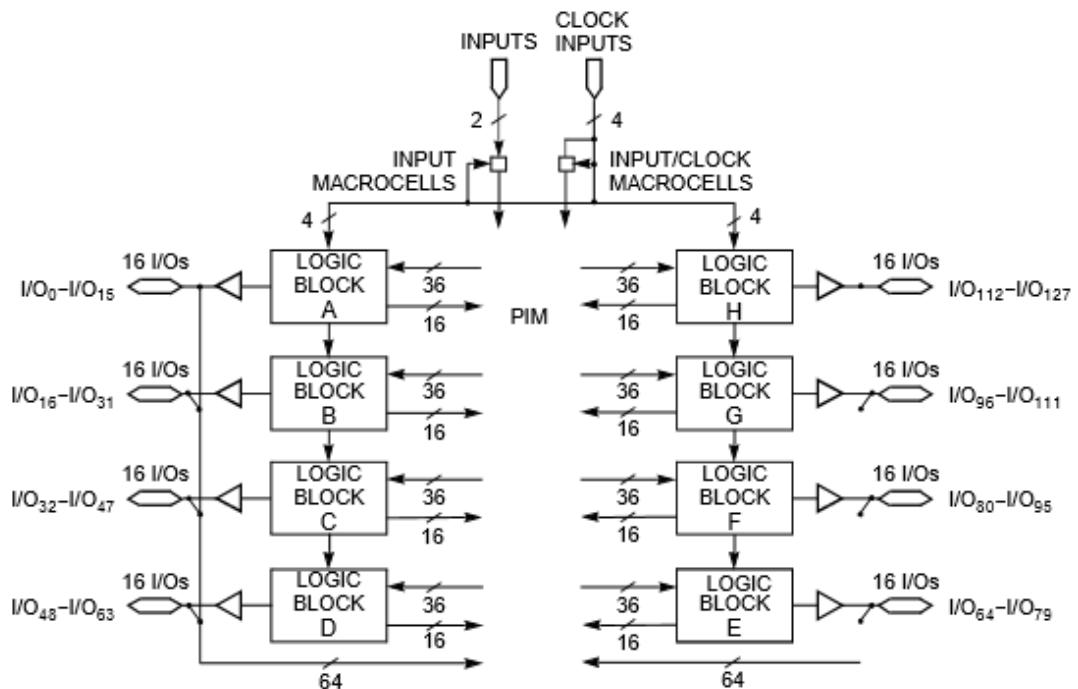 CLOCK
INPUTS INPUTS
2 4
INPUT INPUT/CLOCK
MACROCELLS MACROCELLS
4 4
16 I/Os LOGIC LOGIC 16 I/Os
I/O0–I/O15 BLOCK 36 PIM 36 BLOCK I/O112–I/O127
A 16 16 H
16 I/Os LOGIC LOGIC 16 I/Os
I/O16–I/O31 BLOCK 36 36 BLOCK I/O96–I/O111
B 16 16 G
16 I/Os LOGIC LOGIC 16 I/Os
I/O32–I/O47 BLOCK 36 36 BLOCK I/O80–I/O95
C 16 16 F
16 I/Os LOGIC LOGIC 16 I/Os
I/O48–I/O63 BLOCK 36 36 BLOCK I/O64–I/O79
D 16 16 E
64 64